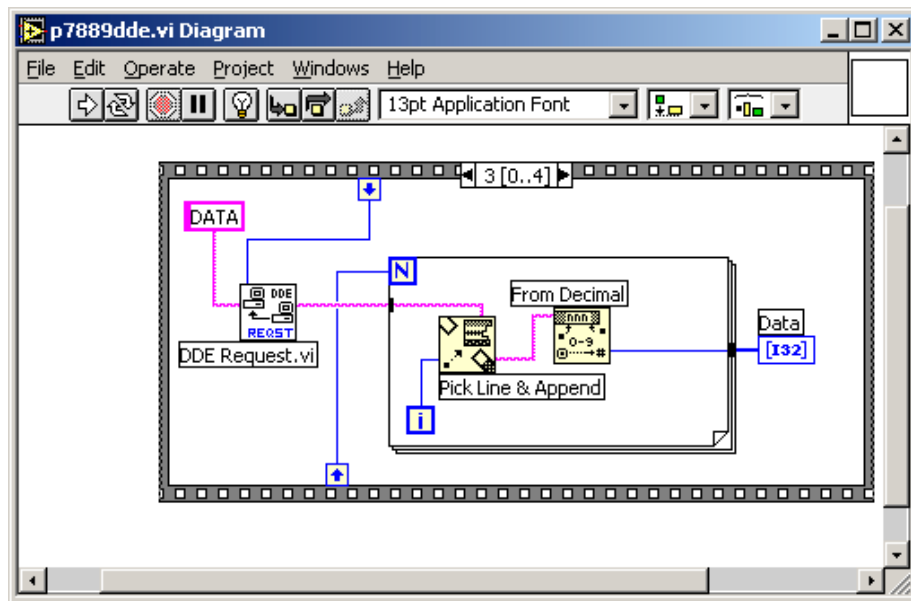 p7889dde.vi Diagram
File Edit Operate Project Windows Help
13pt Application Font
3 [0..4]
DATA
N
DDE
REQST
From Decimal
nnn
0-9
#
Data
[I32]
DDE Request.vi
Pick Line & Append
i